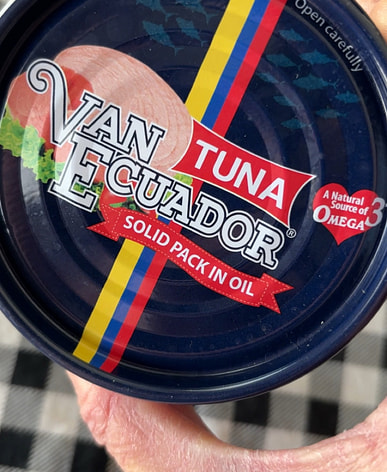 Open carefully
VAN
ECUADOR®
TUNA
SOLID PACK IN OIL
A Natural
Source of
OMEGA 3